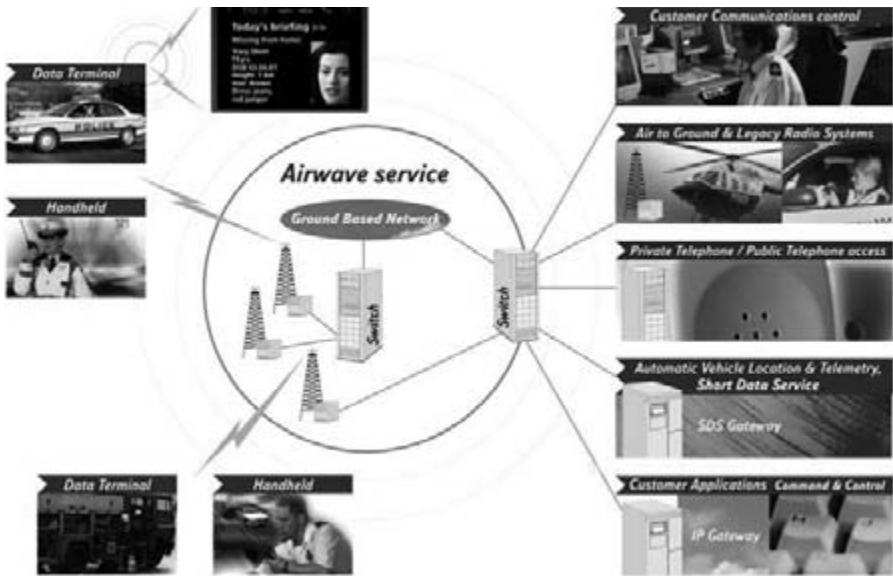 Today's briefing
Missing from home:
Data Terminal
POLICE
Handheld
Airwave service
Ground Based Network
Switch
Switch
Data Terminal
Handheld
Customer Communications control
Air to Ground & Legacy Radio Systems
Private Telephone / Public Telephone access
Automatic Vehicle Location & Telemetry,
Short Data Service
SDS Gateway
Customer Applications Command & Control
IP Gateway